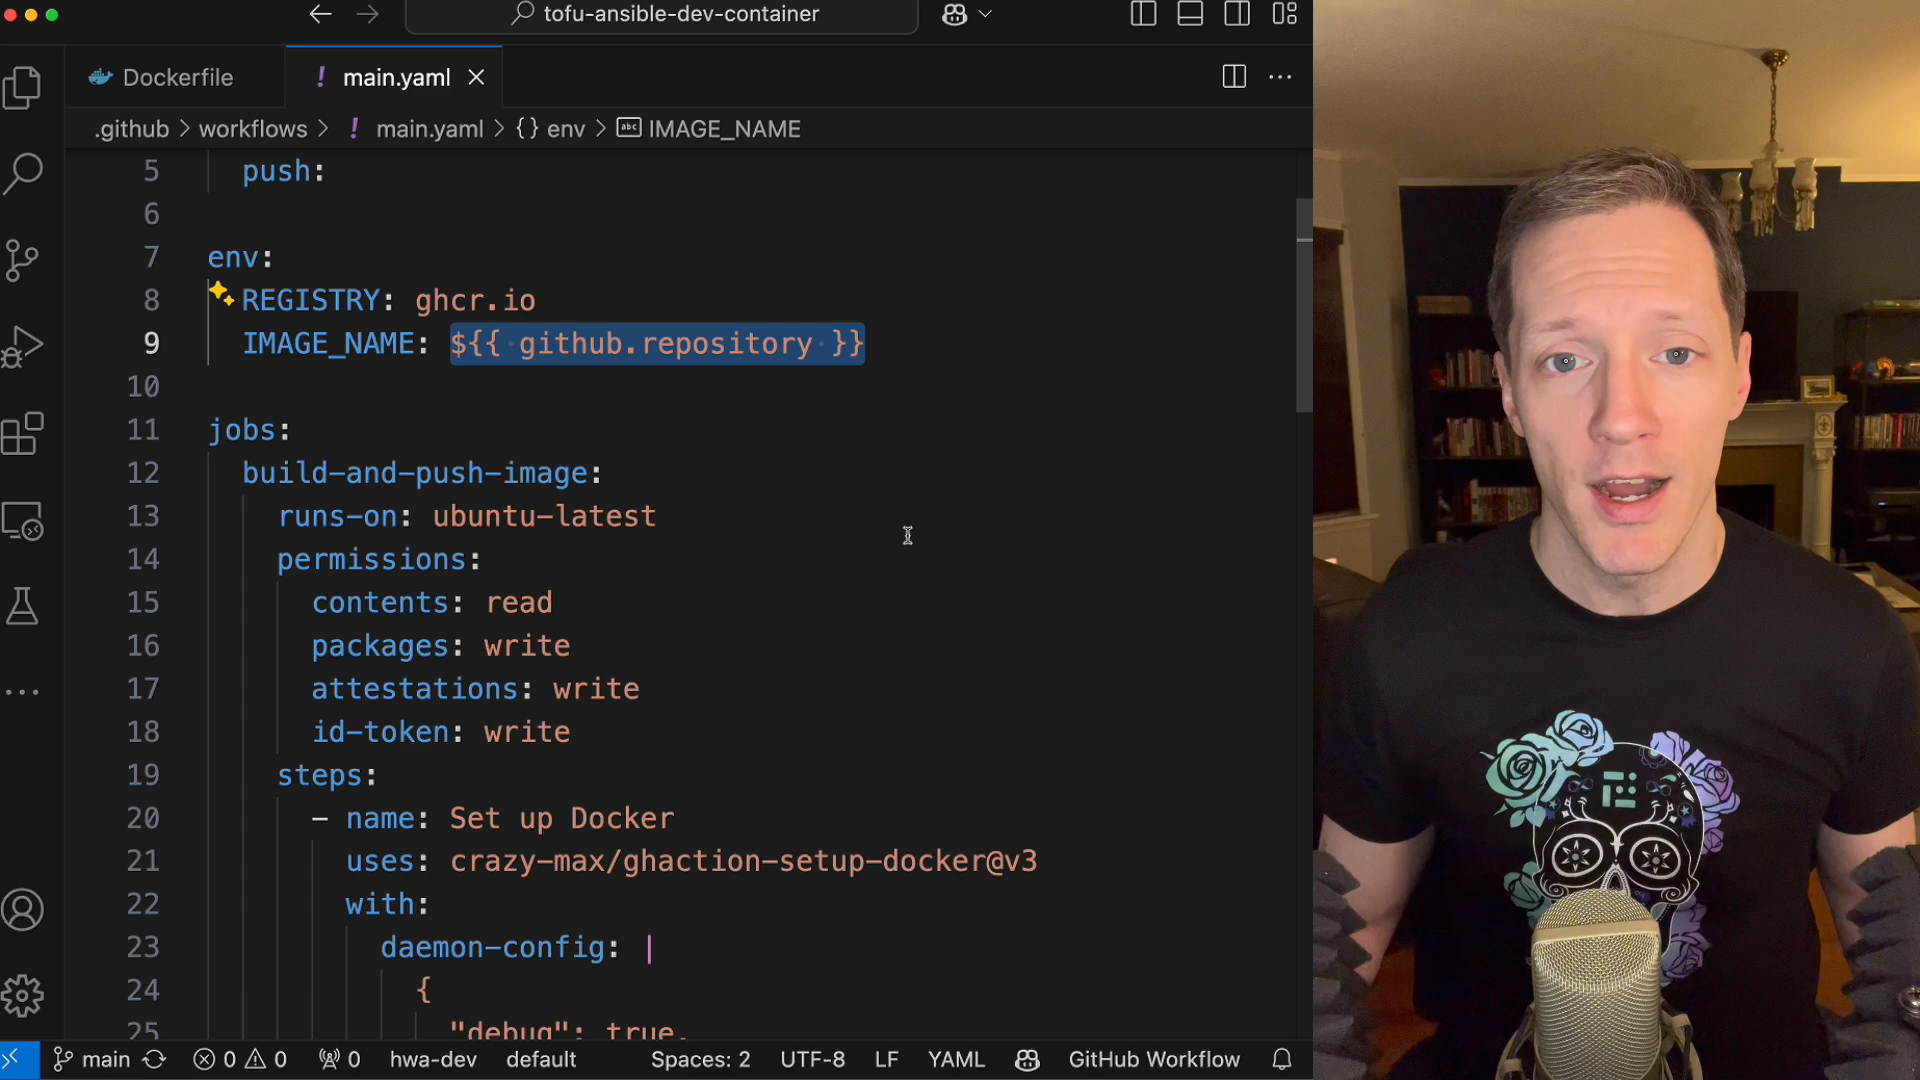 tofu-ansible-dev-container
Dockerfile
! main.yaml
.github > workflows > ! main.yaml > {} env > abc IMAGE_NAME
5 push:
6
7 env:
8 REGISTRY: ghcr.io
9 IMAGE_NAME: ${{ github.repository }}
10
11 jobs:
12 build-and-push-image:
13 runs-on: ubuntu-latest
14 permissions:
15 contents: read
16 packages: write
17 attestations: write
18 id-token: write
19 steps:
20 - name: Set up Docker
21 uses: crazy-max/ghaction-setup-docker@v3
22 with:
23 daemon-config: |
24 {
25 "debug": true,
main 0 0 0 hwa-dev default Spaces: 2 UTF-8 LF YAML GitHub Workflow